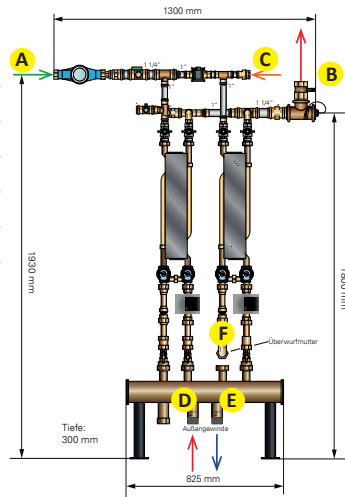 1300 mm
A
C
B
1 1/4"
1"
1"
1"
1"
1 1/4"
1930 mm
F
Überwurfmutter
D
E
Tiefe:
300 mm
Außengewinde
825 mm